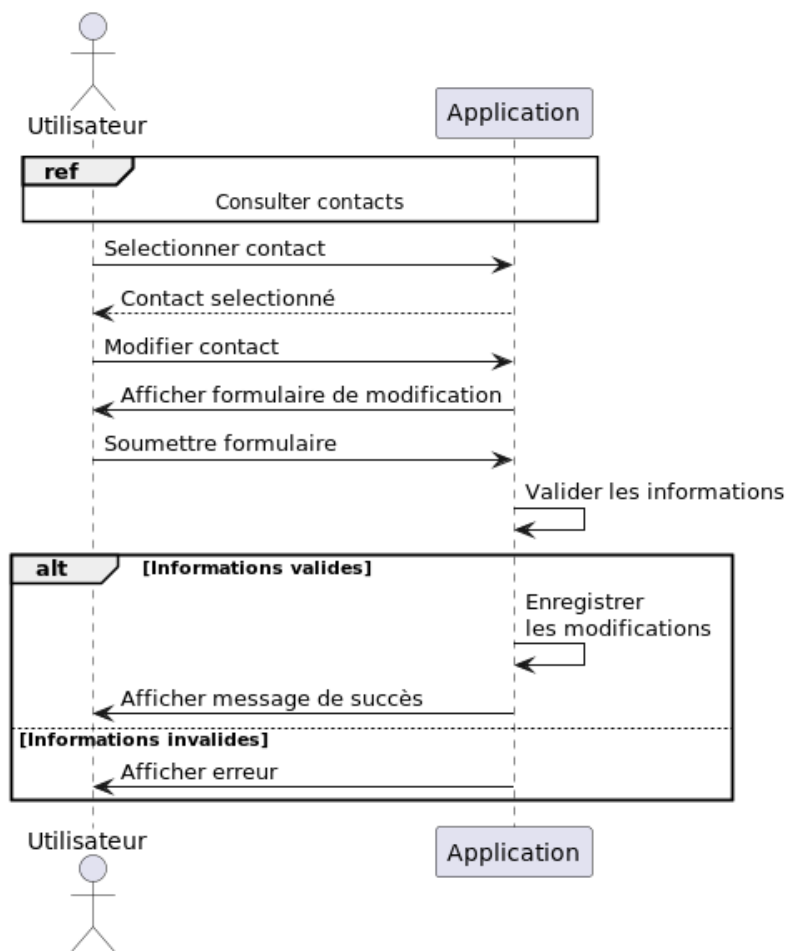 Utilisateur
Application
ref
Consulter contacts
Selectionner contact
Contact selectionné
Modifier contact
Afficher formulaire de modification
Soumettre formulaire
Valider les informations
alt
[Informations valides]
Enregistrer
les modifications
Afficher message de succès
[Informations invalides]
Afficher erreur
Utilisateur
Application